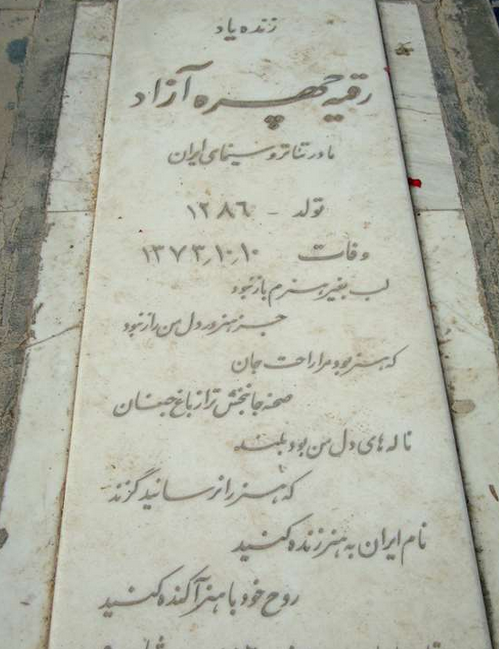 زنده یاد
رقیه چهره آزاد
مادر تئاتر و سینمای ایران
تولد - ۱۲۸۶
وفات ۱۳۷۳٫۱۰٫۱۰
لب بغیر هنرم باز نبود
جز هنر در دل من راز نبود
که هنر بود مرا راحت جان
صحنه جانبخش تر از باغ جنان
ناله های دل من بود بلند
که هنر را نرسانید گزند
نام ایران به هنر زنده کنید
روح خود با هنر آکنده کنید